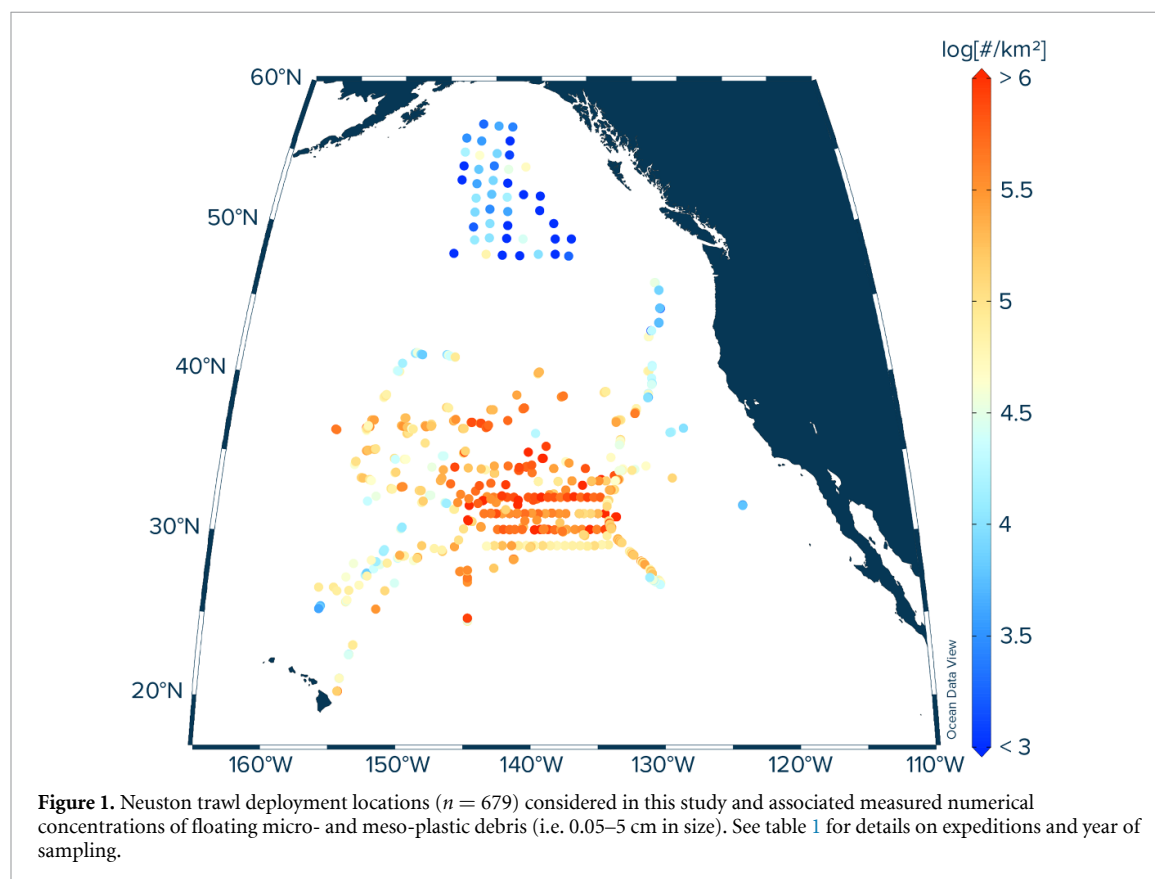 log[#/km²]
60°N
> 6
5.5
50°N
5
40°N
4.5
30°N
4
3.5
20°N
< 3
Ocean Data View
160°W 150°W 140°W 130°W 120°W 110°W
Figure 1. Neuston trawl deployment locations (n = 679) considered in this study and associated measured numerical
concentrations of floating micro- and meso-plastic debris (i.e. 0.05–5 cm in size). See table 1 for details on expeditions and year of
sampling.